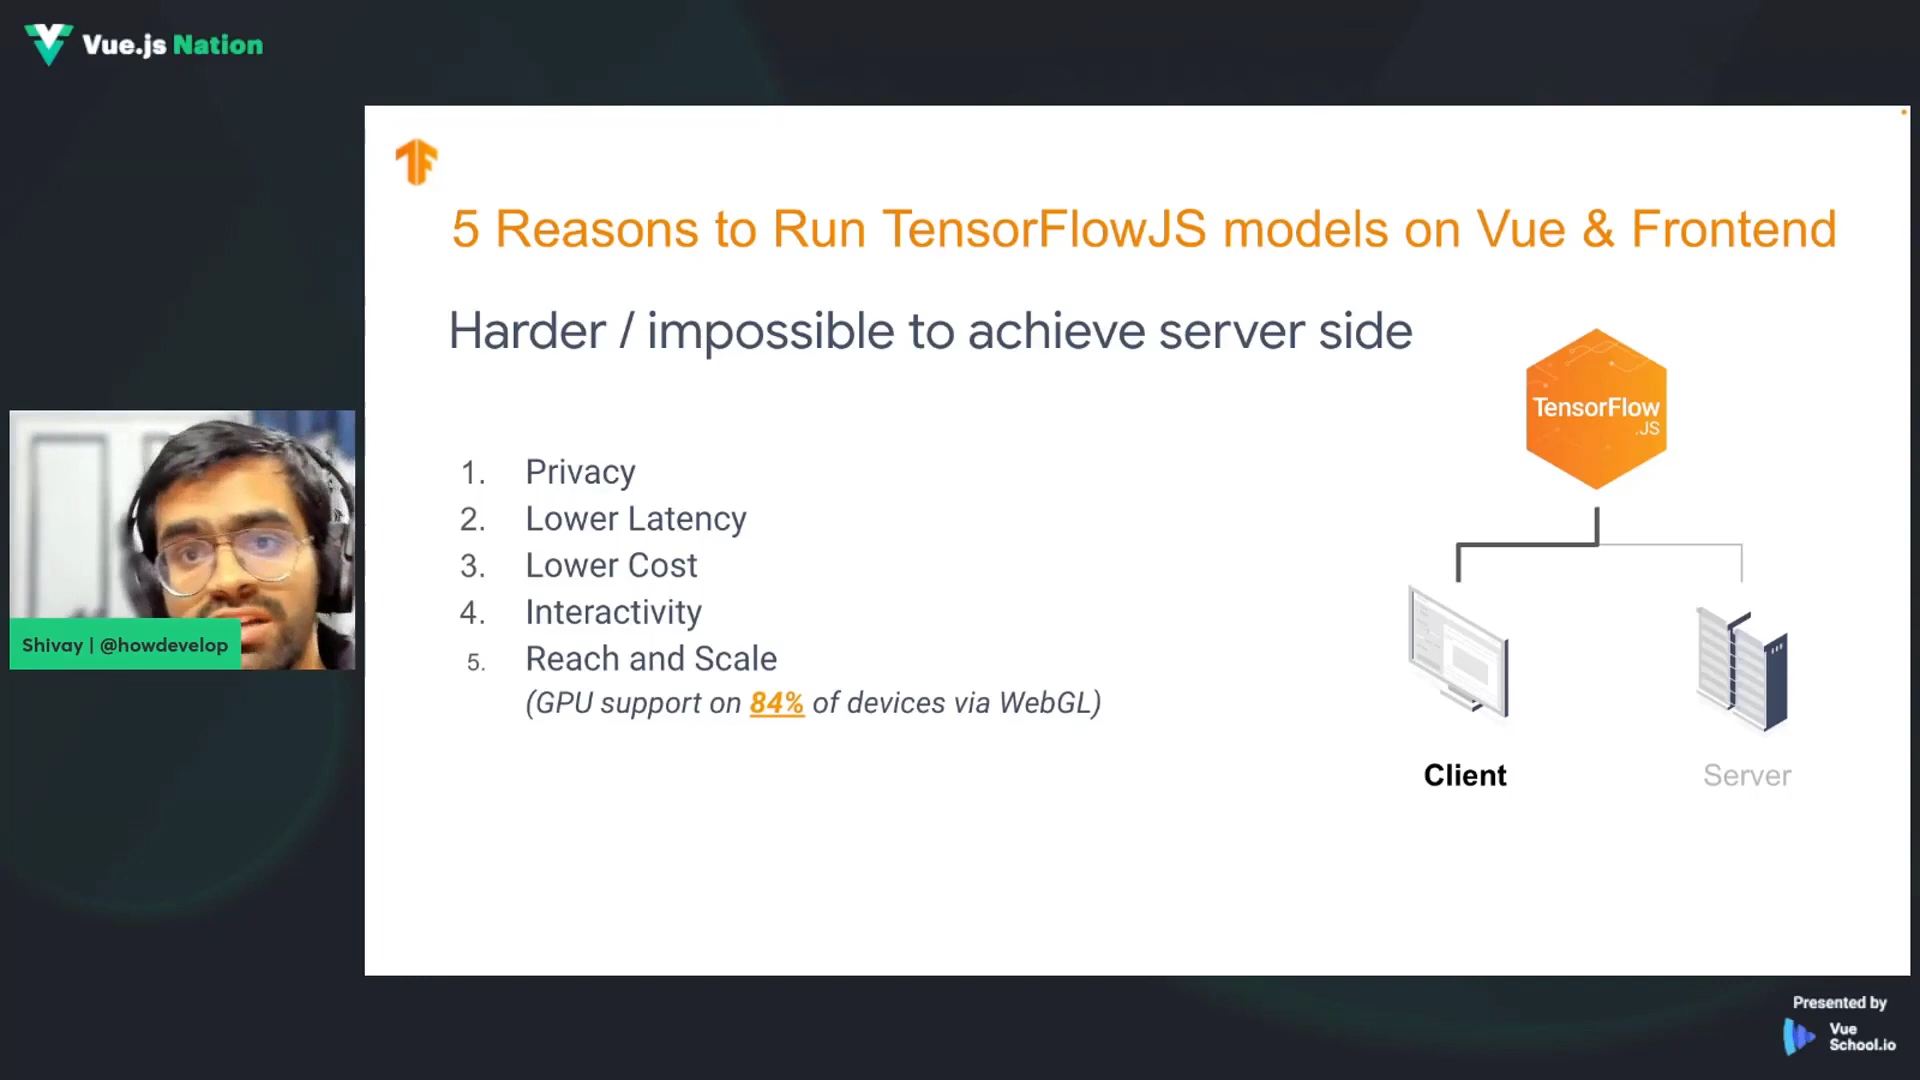 Vue.js Nation
5 Reasons to Run TensorFlowJS models on Vue & Frontend
Harder / impossible to achieve server side
TensorFlow
.JS
1. Privacy
2. Lower Latency
3. Lower Cost
4. Interactivity
5. Reach and Scale
(GPU support on 84% of devices via WebGL)
Client
Server
Shivay | @howdevelop
Presented by
Vue
School.io